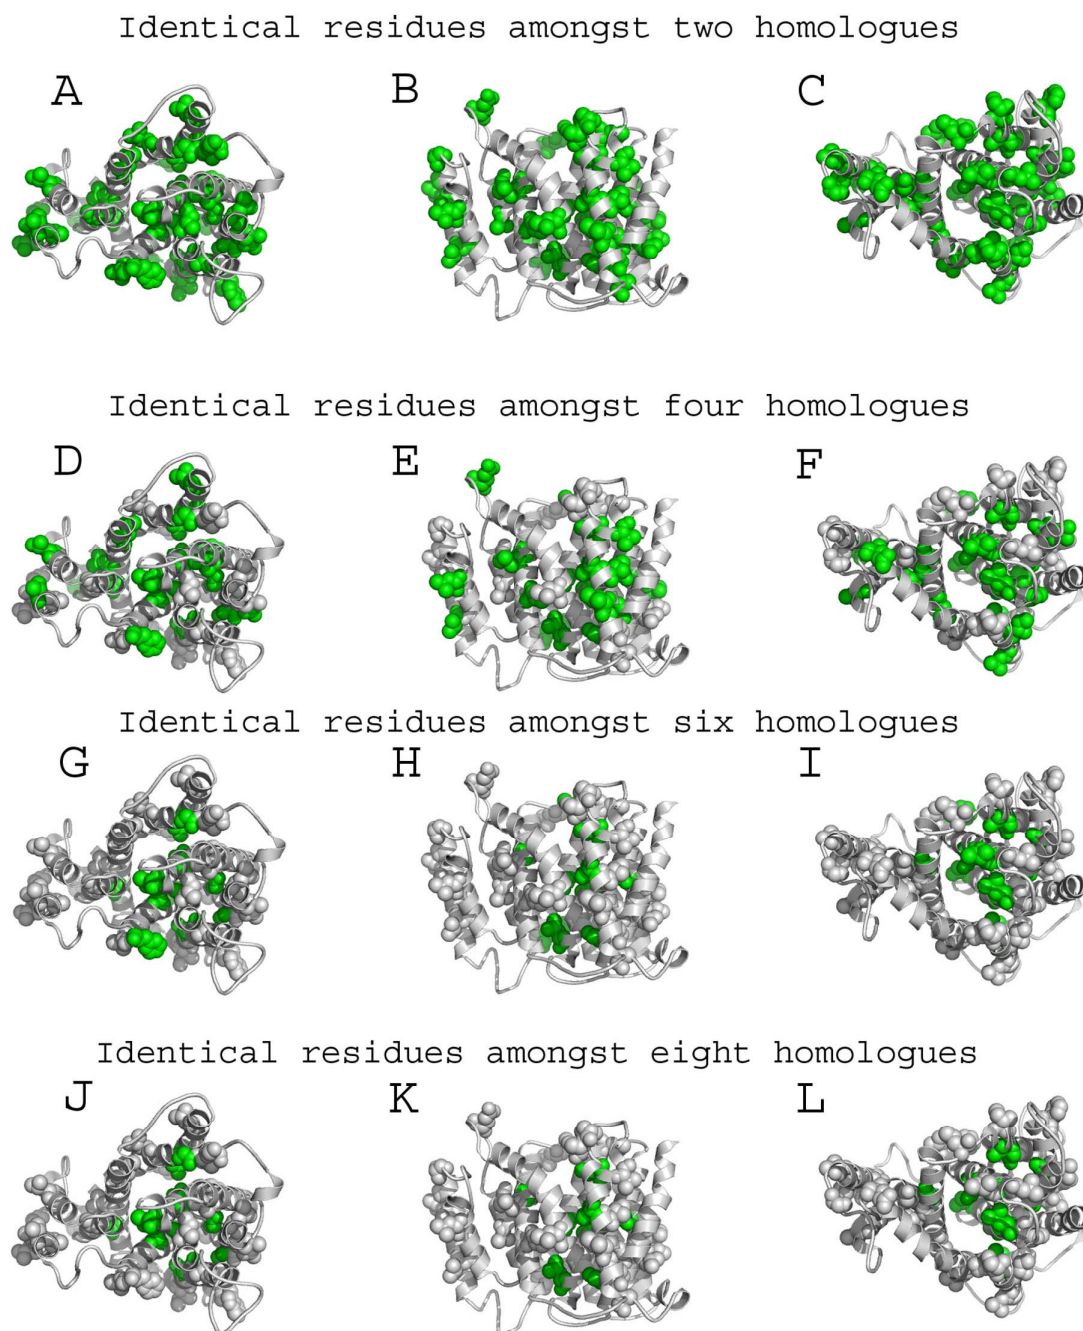 Identical residues amongst two homologues
A B C
Identical residues amongst four homologues
D E F
Identical residues amongst six homologues
G H I
Identical residues amongst eight homologues
J K L